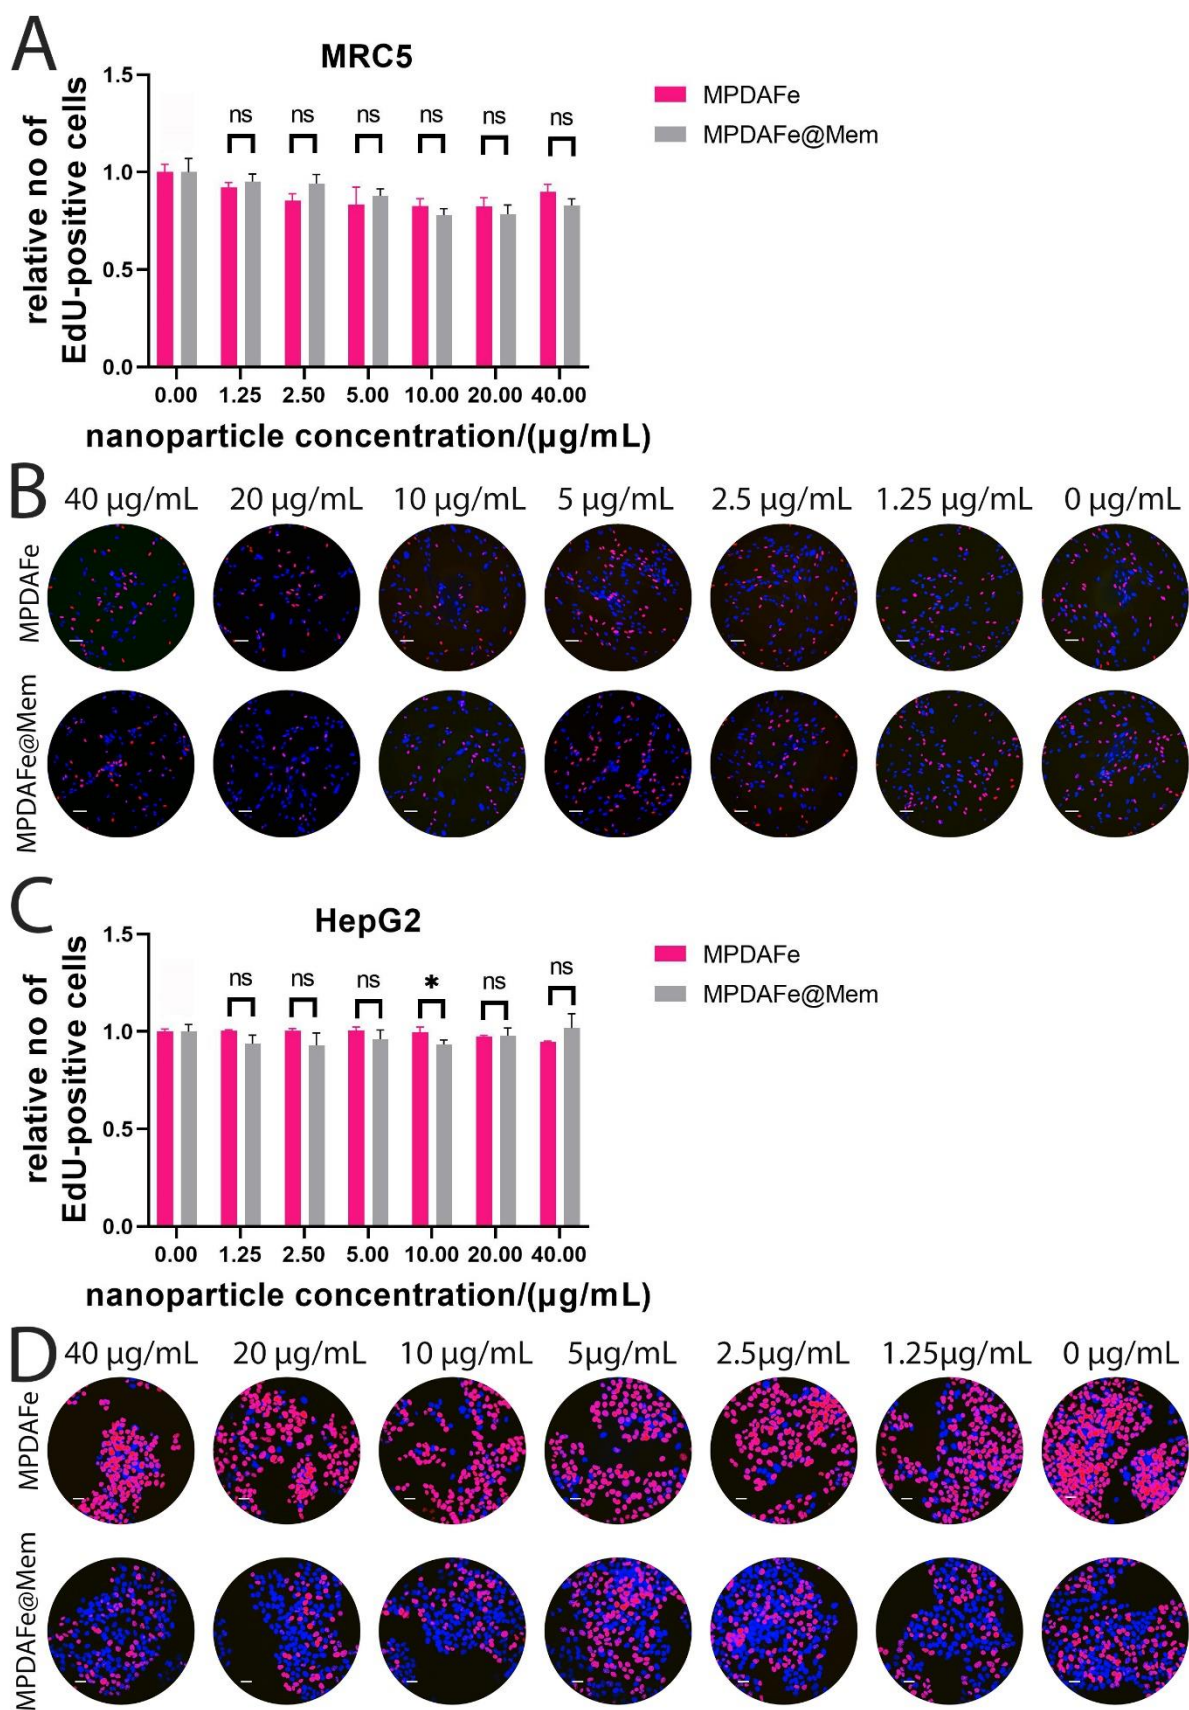 A
MRC5
relative no of
EdU-positive cells
1.5
1.0
0.5
0.0
ns ns ns ns ns ns
0.00 1.25 2.50 5.00 10.00 20.00 40.00
nanoparticle concentration/(µg/mL)
MPDAFe
MPDAFe@Mem
B
40 µg/mL 20 µg/mL 10 µg/mL 5 µg/mL 2.5 µg/mL 1.25 µg/mL 0 µg/mL
MPDAFe
MPDAFe@Mem
C
HepG2
relative no of
EdU-positive cells
1.5
1.0
0.5
0.0
ns ns ns * ns ns
0.00 1.25 2.50 5.00 10.00 20.00 40.00
nanoparticle concentration/(µg/mL)
MPDAFe
MPDAFe@Mem
D
40 µg/mL 20 µg/mL 10 µg/mL 5µg/mL 2.5µg/mL 1.25µg/mL 0 µg/mL
MPDAFe
MPDAFe@Mem